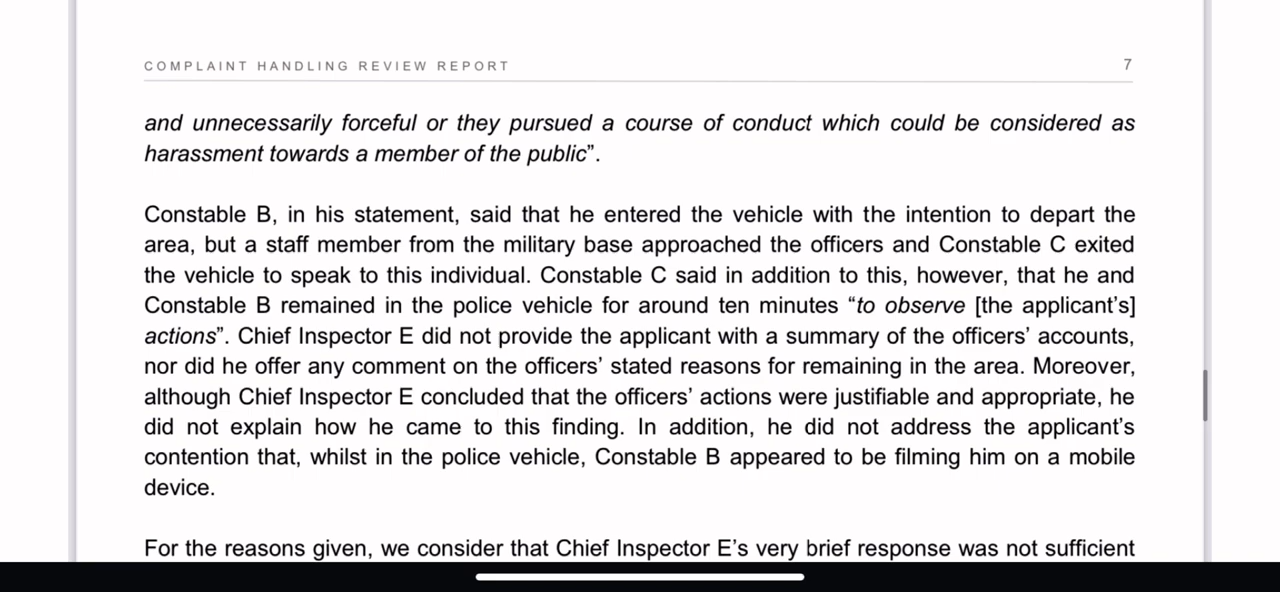 COMPLAINT HANDLING REVIEW REPORT 7
and unnecessarily forceful or they pursued a course of conduct which could be considered as
harassment towards a member of the public”.
Constable B, in his statement, said that he entered the vehicle with the intention to depart the
area, but a staff member from the military base approached the officers and Constable C exited
the vehicle to speak to this individual. Constable C said in addition to this, however, that he and
Constable B remained in the police vehicle for around ten minutes “to observe [the applicant’s]
actions”. Chief Inspector E did not provide the applicant with a summary of the officers’ accounts,
nor did he offer any comment on the officers’ stated reasons for remaining in the area. Moreover,
although Chief Inspector E concluded that the officers’ actions were justifiable and appropriate, he
did not explain how he came to this finding. In addition, he did not address the applicant’s
contention that, whilst in the police vehicle, Constable B appeared to be filming him on a mobile
device.
For the reasons given, we consider that Chief Inspector E’s very brief response was not sufficient